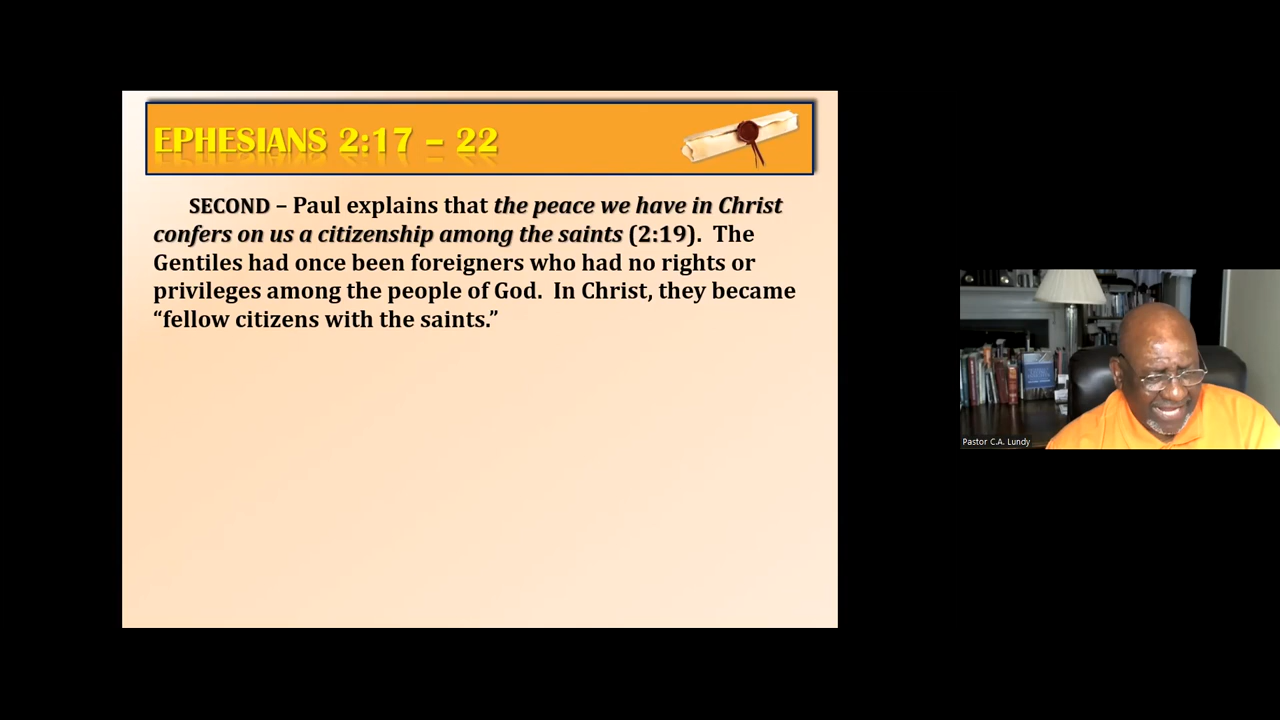 EPHESIANS 2:17 – 22
SECOND – Paul explains that the peace we have in Christ
confers on us a citizenship among the saints (2:19).  The
Gentiles had once been foreigners who had no rights or
privileges among the people of God.  In Christ, they became
“fellow citizens with the saints.”
Pastor C.A. Lundy